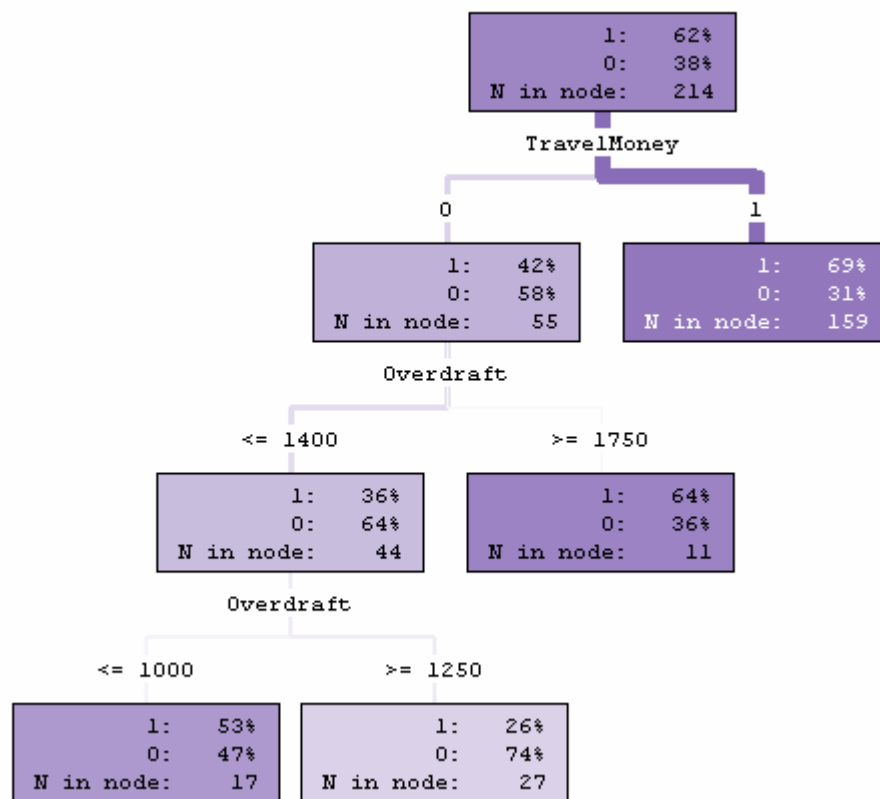 1: 62%
0: 38%
N in node: 214
TravelMoney
0
1
1: 42%
0: 58%
N in node: 55
1: 69%
0: 31%
N in node: 159
Overdraft
<= 1400
>= 1750
1: 36%
0: 64%
N in node: 44
1: 64%
0: 36%
N in node: 11
Overdraft
<= 1000
>= 1250
1: 53%
0: 47%
N in node: 17
1: 26%
0: 74%
N in node: 27